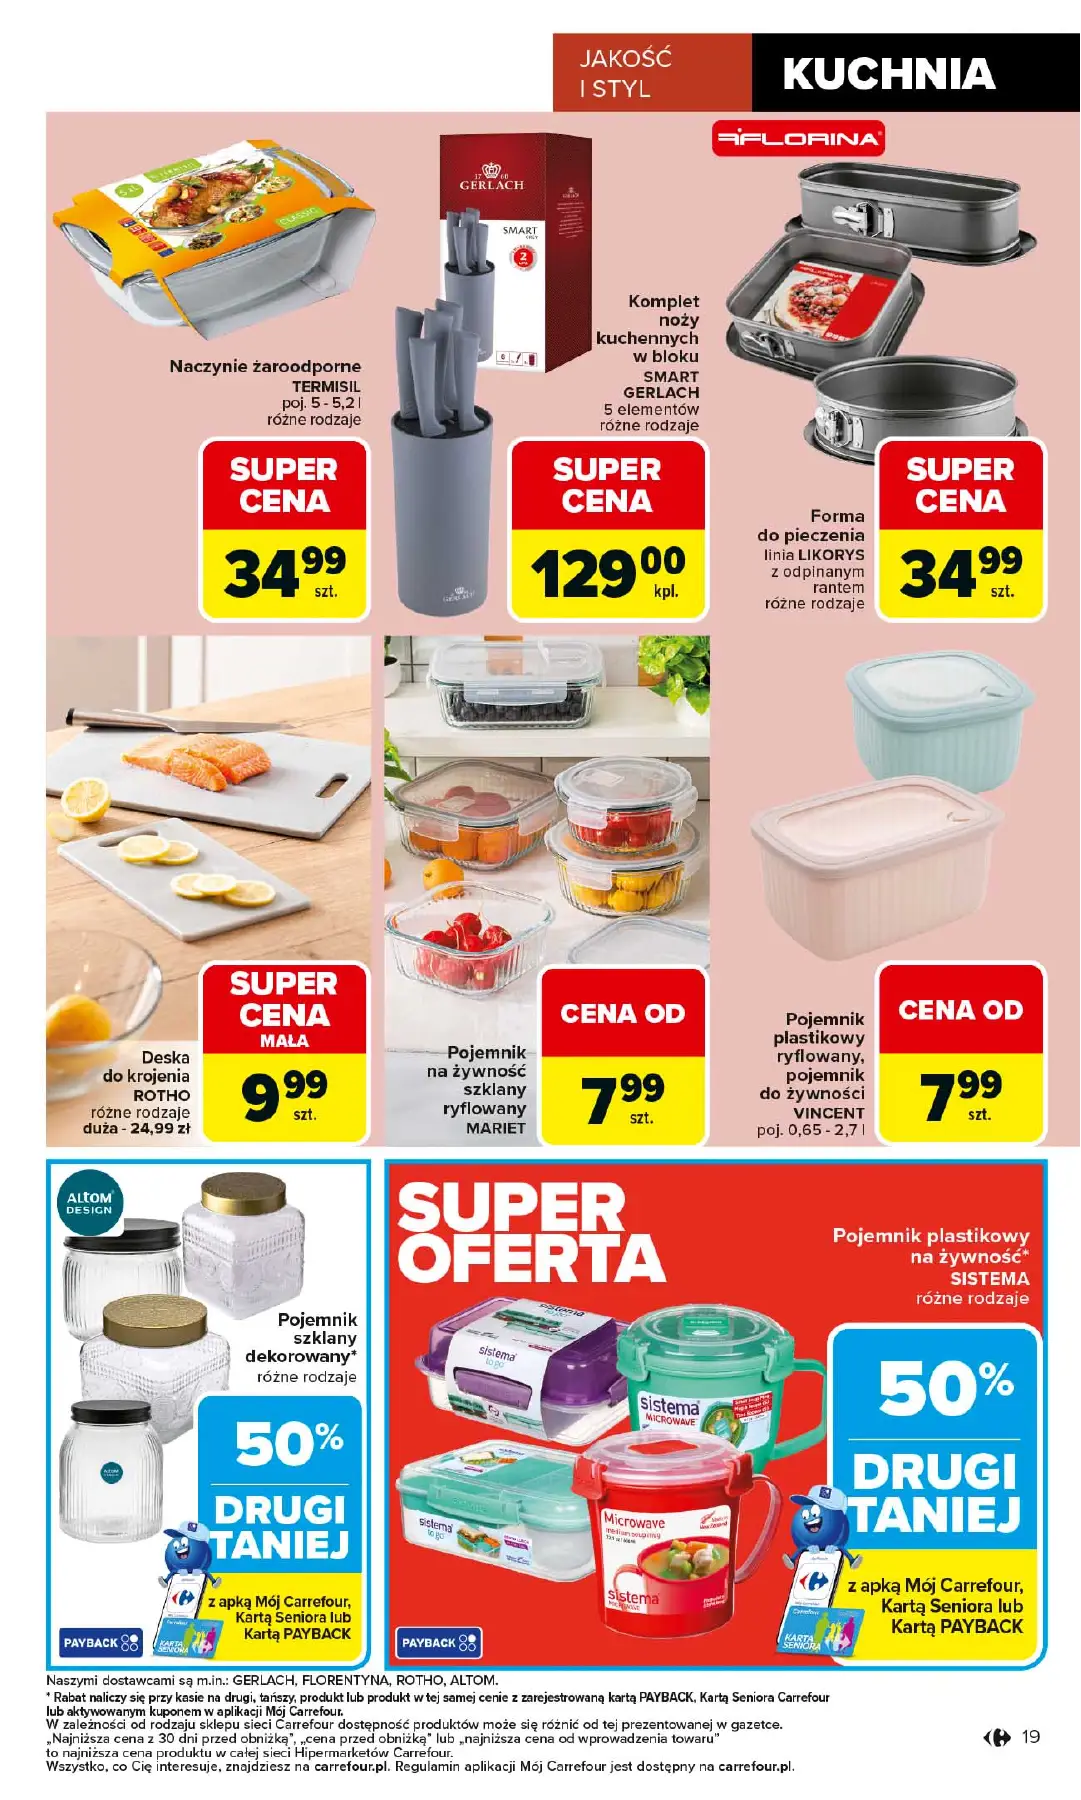 JAKOŚĆ
I STYL
KUCHNIA
FLORINA
GERLACH
SMART
Naczynie żaroodporne
TERMISIL
poj. 5 - 5,2 l
różne rodzaje
SUPER
CENA
34 99
szt.
Komplet
noży
kuchennych
w bloku
SMART
GERLACH
5 elementów
różne rodzaje
SUPER
CENA
129 00
kpl.
Forma
do pieczenia
linia LIKORYS
z odpinanym
rantem
różne rodzaje
SUPER
CENA
34 99
szt.
Deska
do krojenia
ROTHO
różne rodzaje
duża - 24,99 zł
SUPER
CENA
MAŁA
9 99
szt.
Pojemnik
na żywność
szklany
ryflowany
MARIET
CENA OD
7 99
szt.
Pojemnik
plastikowy
ryflowany,
pojemnik
do żywności
VINCENT
poj. 0,65 - 2,7 l
CENA OD
7 99
szt.
ALTOM
DESIGN
Pojemnik
szklany
dekorowany*
różne rodzaje
50%
DRUGI
TANIEJ
z apką Mój Carrefour,
Kartą Seniora lub
Kartą PAYBACK
PAYBACK
KARTA
SENIORA
SUPER
OFERTA
Pojemnik plastikowy
na żywność*
SISTEMA
różne rodzaje
sistema
to go
sistema
MICROWAVE
sistema
to go
Microwave
sistema
50%
DRUGI
TANIEJ
z apką Mój Carrefour,
Kartą Seniora lub
Kartą PAYBACK
PAYBACK
KARTA
SENIORA
Naszymi dostawcami są m.in.: GERLACH, FLORENTYNA, ROTHO, ALTOM.
* Rabat naliczy się przy kasie na drugi, tańszy, produkt lub produkt w tej samej cenie z zarejestrowaną kartą PAYBACK, Kartą Seniora Carrefour
lub aktywowanym kuponem w aplikacji Mój Carrefour.
W zależności od rodzaju sklepu sieci Carrefour dostępność produktów może się różnić od tej prezentowanej w gazetce.
„Najniższa cena z 30 dni przed obniżką”, „cena przed obniżką” lub „najniższa cena od wprowadzenia towaru”
to najniższa cena produktu w całej sieci Hipermarketów Carrefour.
Wszystko, co Cię interesuje, znajdziesz na carrefour.pl. Regulamin aplikacji Mój Carrefour jest dostępny na carrefour.pl.
19